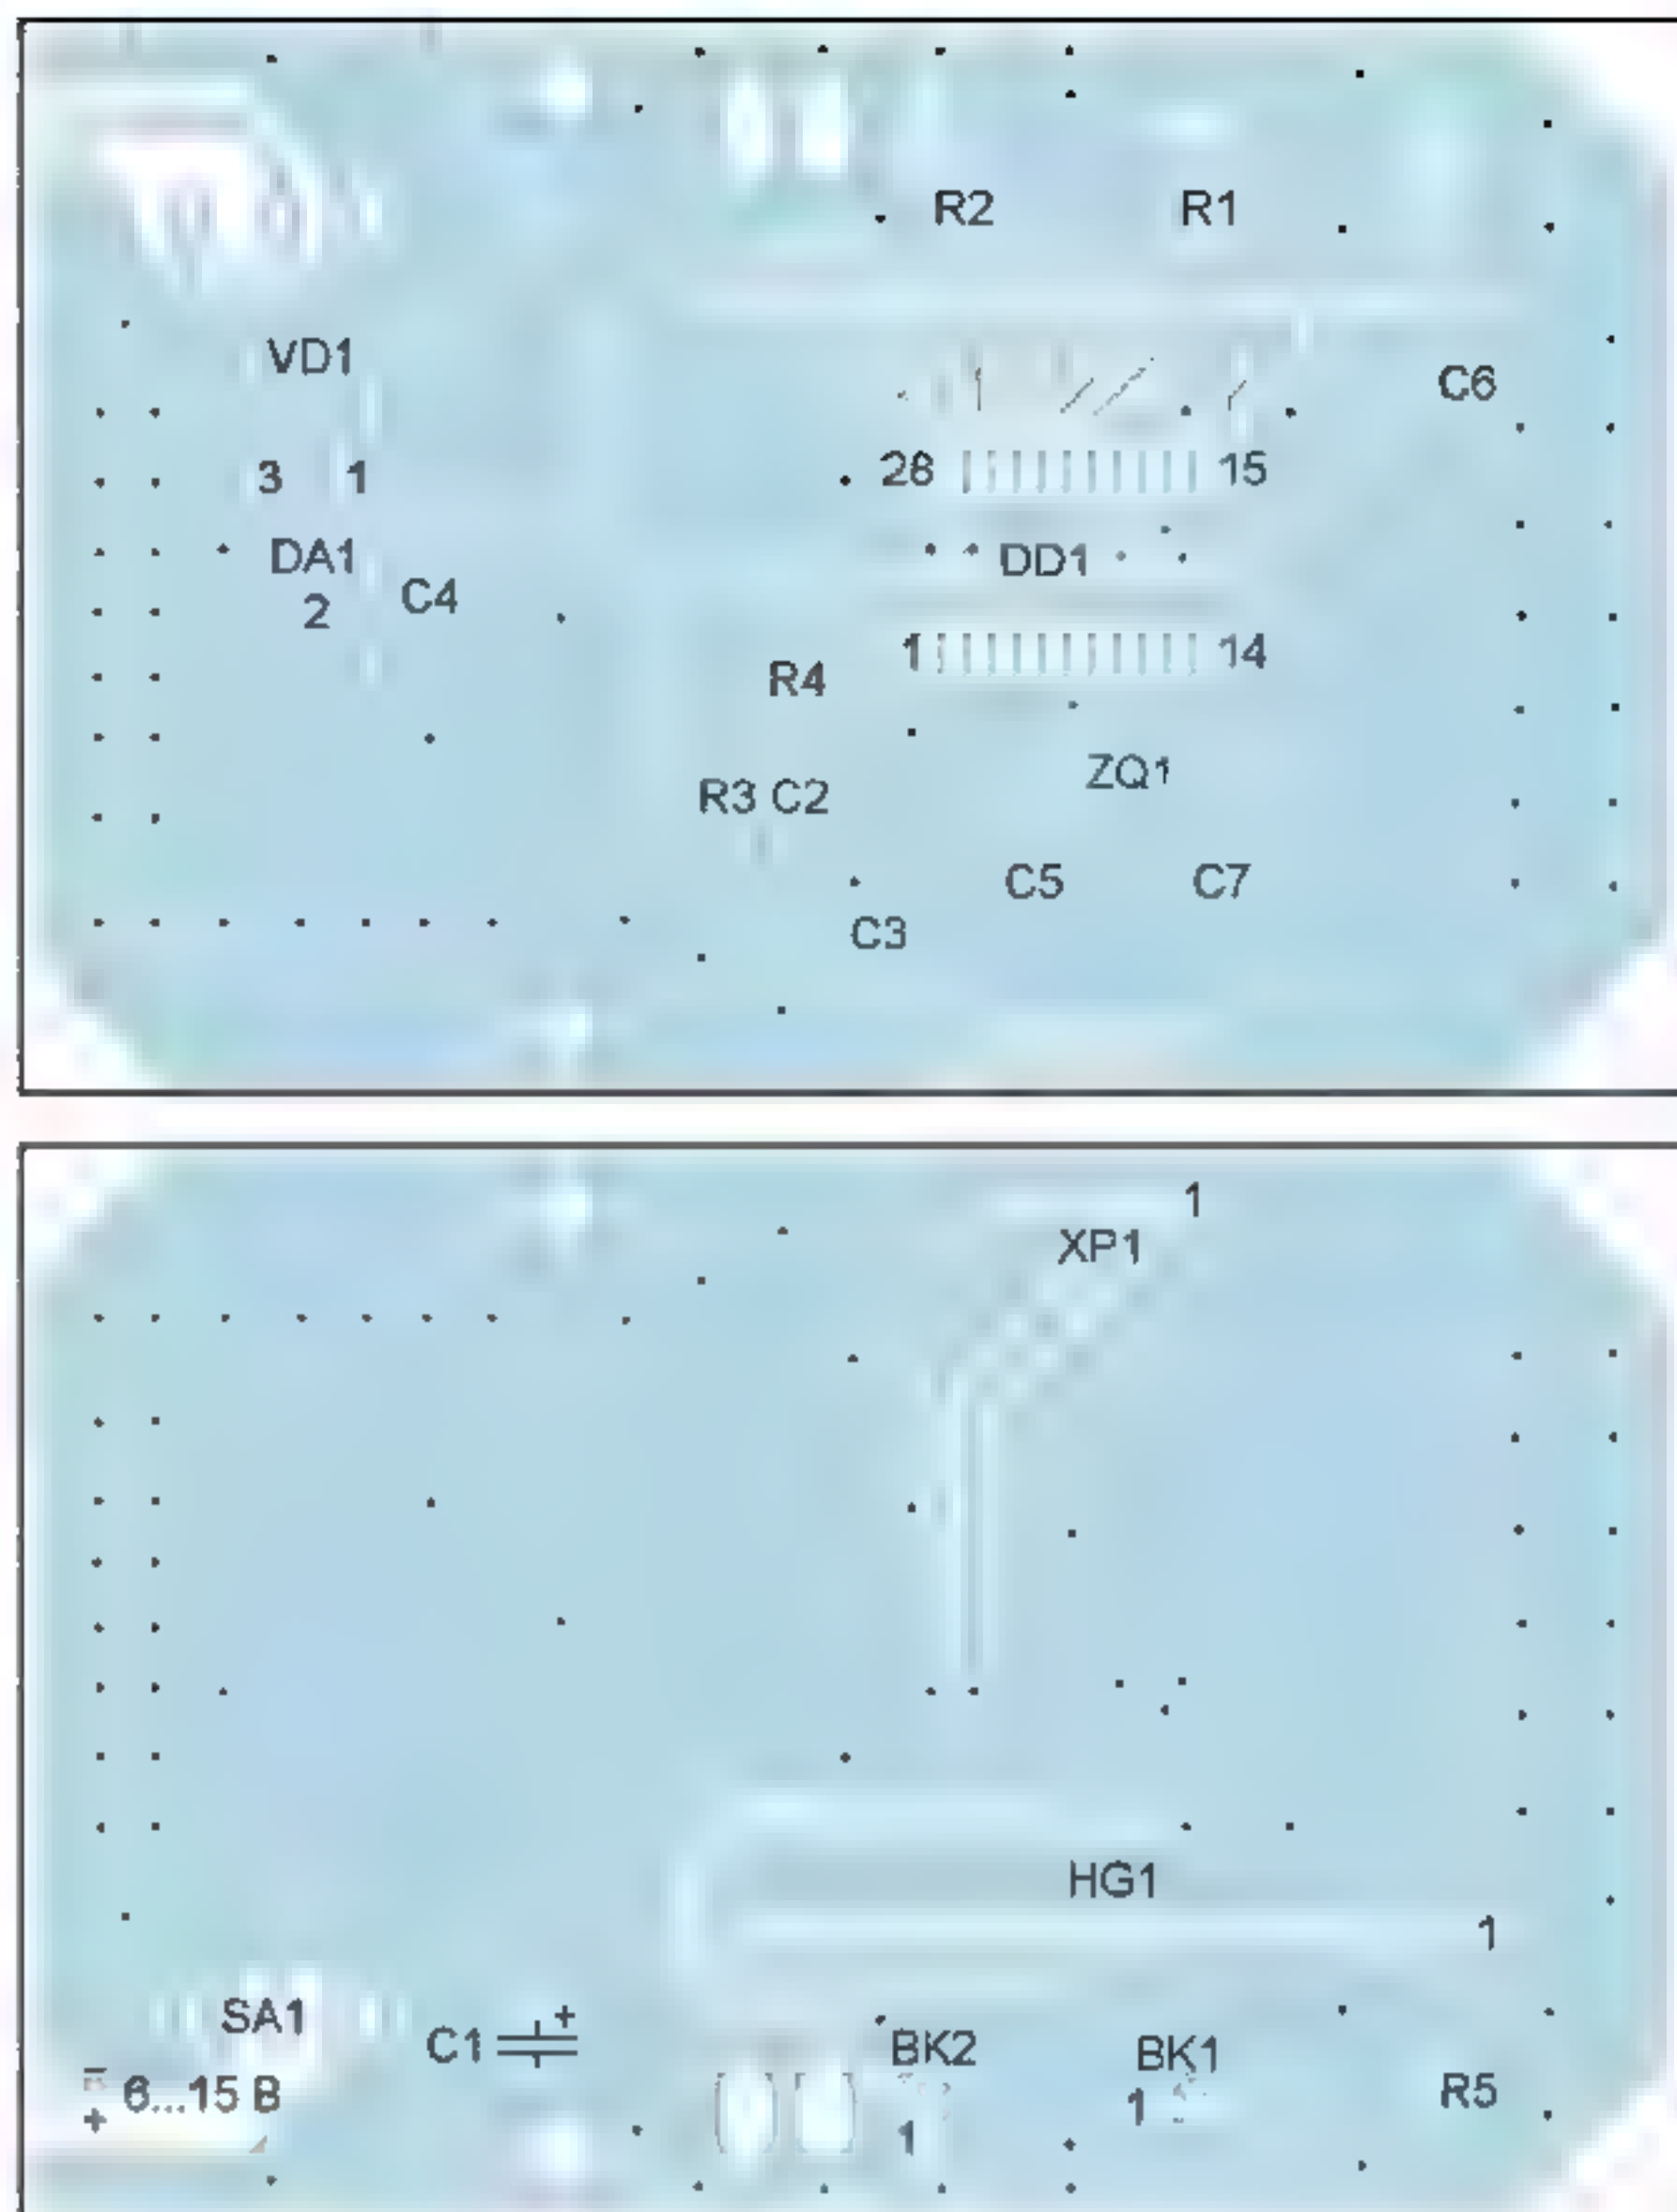 R2 R1
VD1
C6
3 1
28 15
DA1
DD1
2
C4
1 14
R4
ZQ1
R3 C2
C5 C7
C3
1
XP1
HG1
1
SA1
C1 +
BK2 BK1
6...15 В
+
1
R5
1